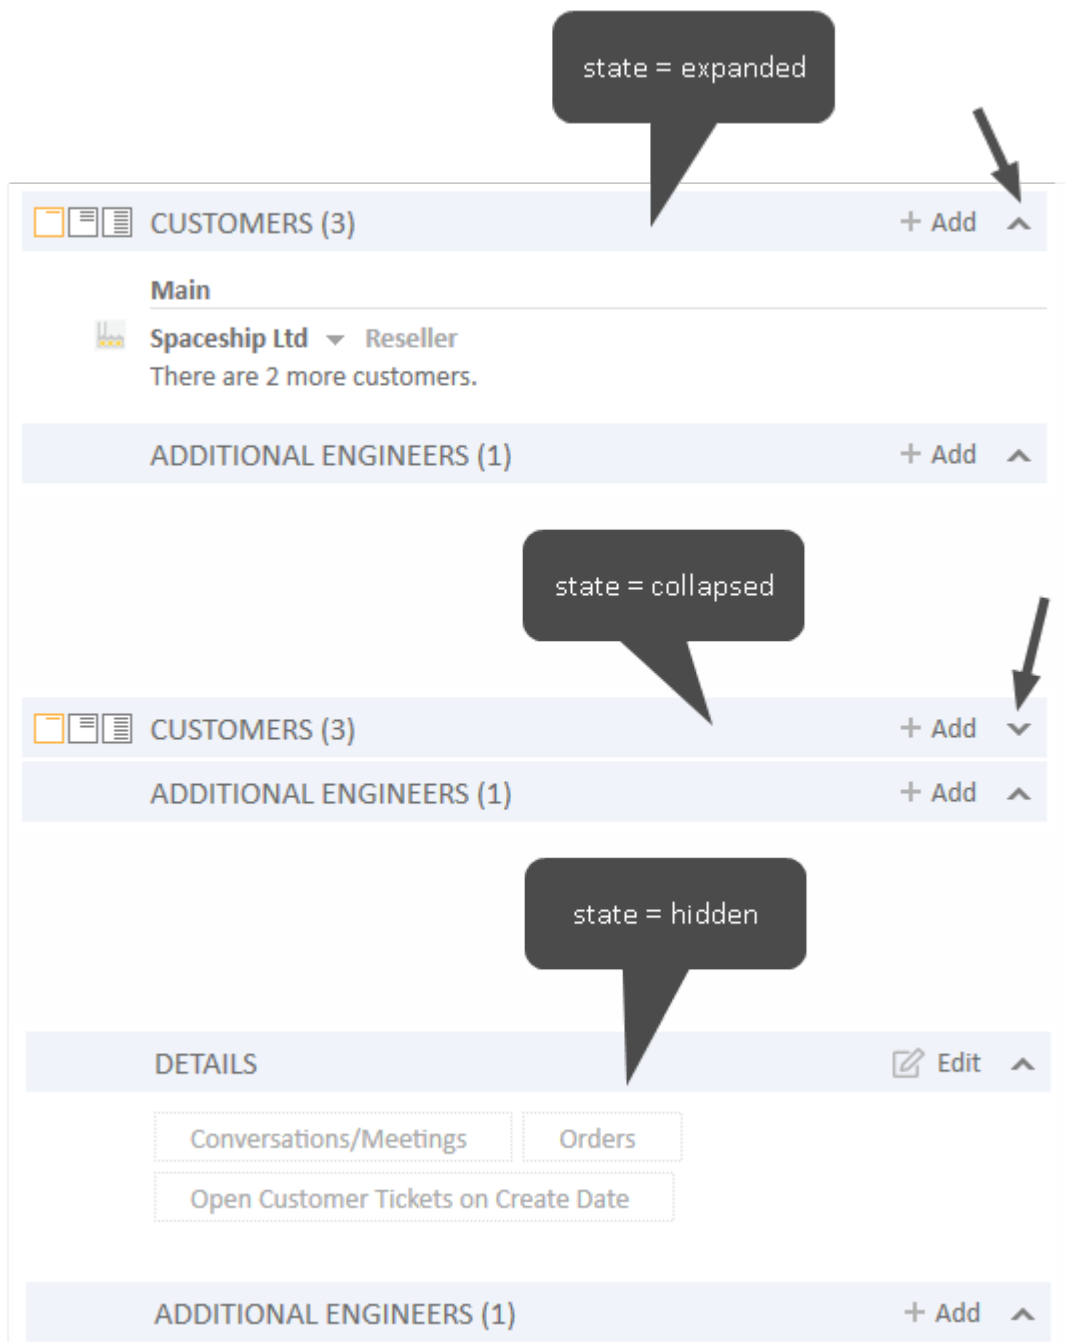 state = expanded
CUSTOMERS (3) + Add
Main
Spaceship Ltd Reseller
There are 2 more customers.
ADDITIONAL ENGINEERS (1) + Add
state = collapsed
CUSTOMERS (3) + Add
ADDITIONAL ENGINEERS (1) + Add
state = hidden
DETAILS Edit
Conversations/Meetings Orders
Open Customer Tickets on Create Date
ADDITIONAL ENGINEERS (1) + Add